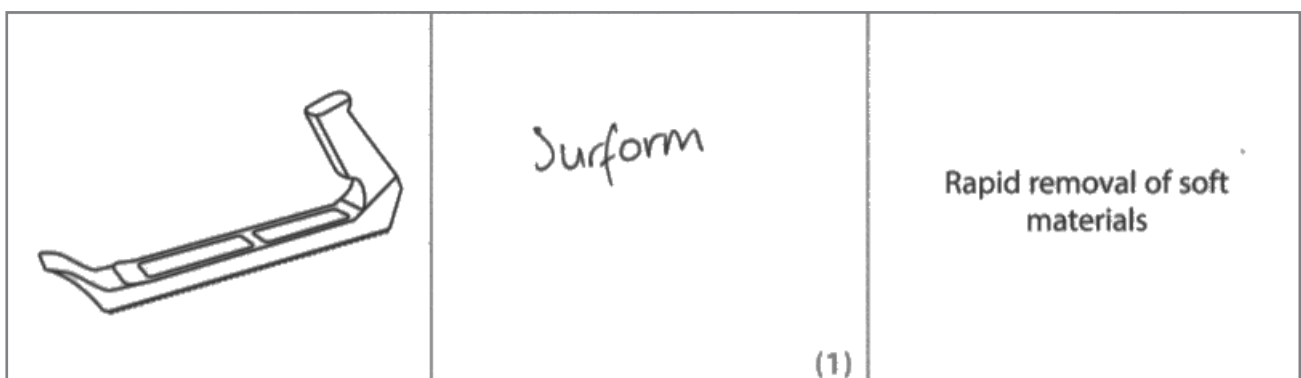 Surform
(1)
Rapid removal of soft
materials